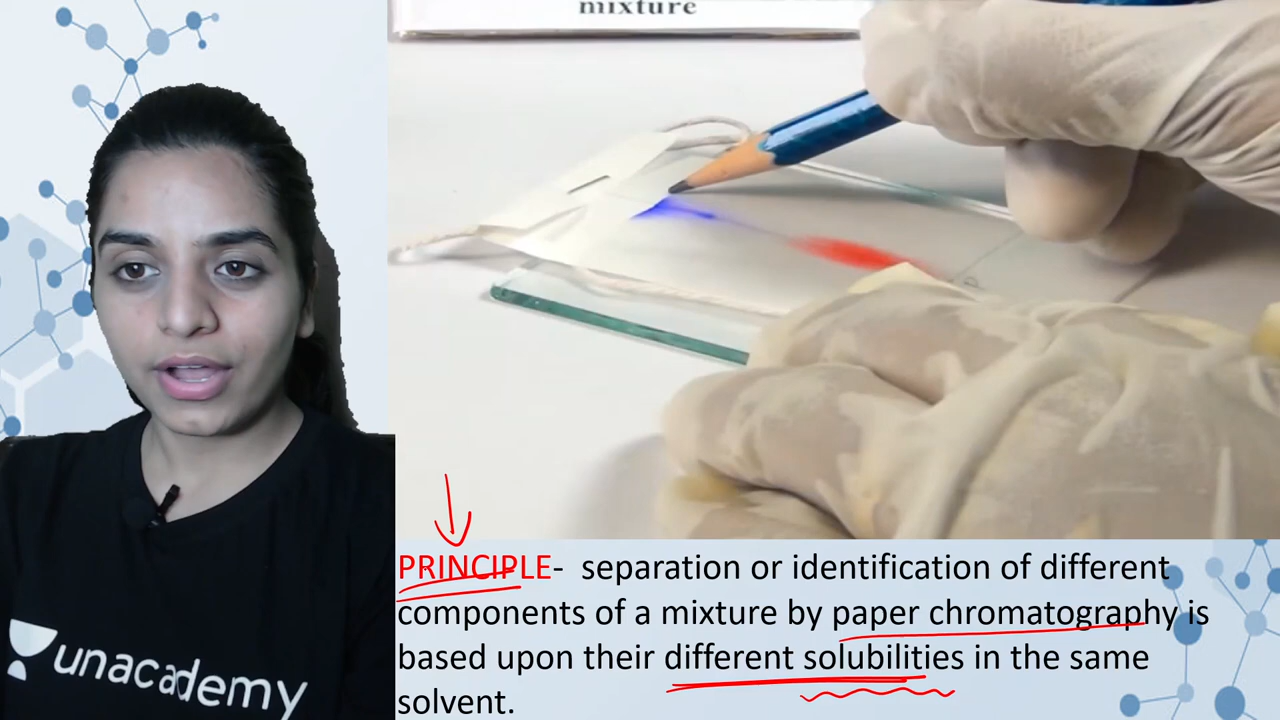 mixture
unacademy
PRINCIPLE- separation or identification of different
components of a mixture by paper chromatography is
based upon their different solubilities in the same
solvent.